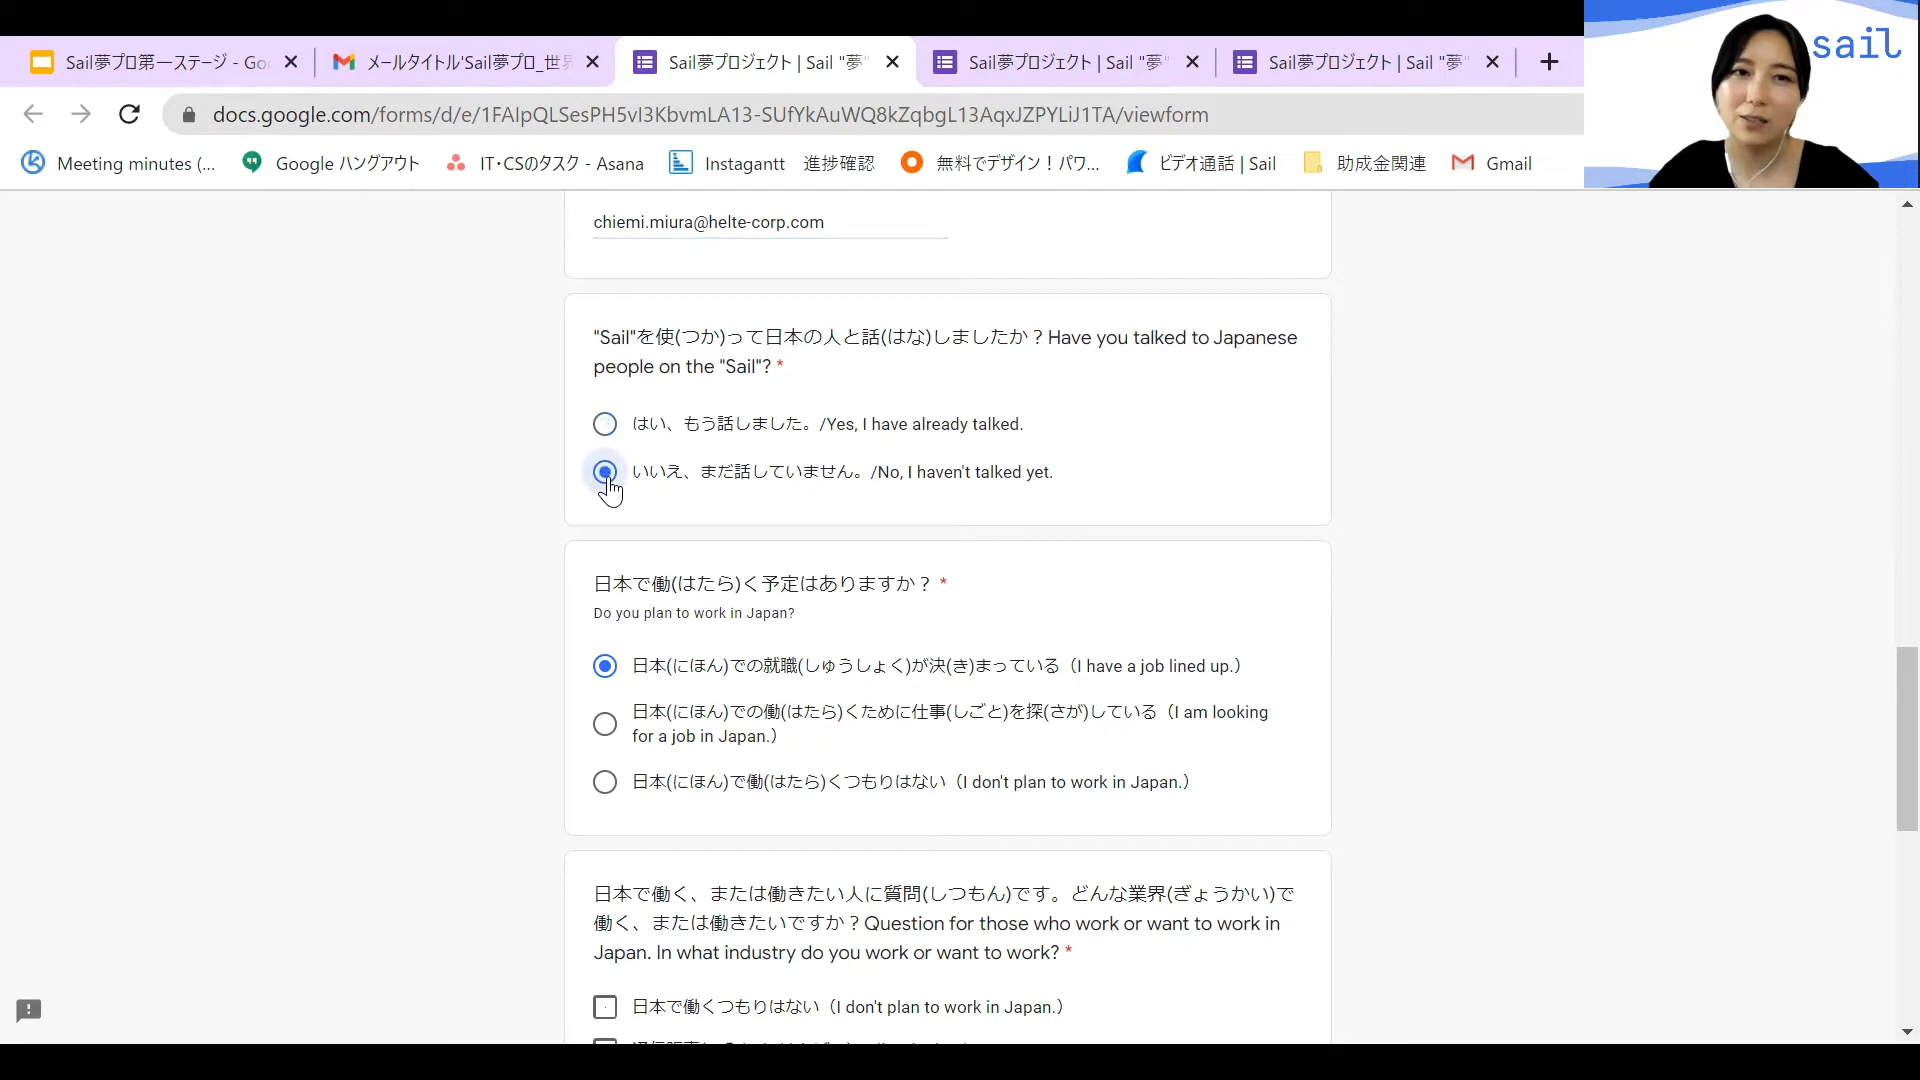 Sail夢プロ第一ステージ - Go
メールタイトル'Sail夢プロ_世界
Sail夢プロジェクト | Sail "夢"
Sail夢プロジェクト | Sail "夢"
Sail夢プロジェクト | Sail "夢"
sail
docs.google.com/forms/d/e/1FAIpQLSesPH5vI3KbvmLA13-SUfYkAuWQ8kZqbgL13AqxJZPYLiJ1TA/viewform
Meeting minutes (...
Google ハングアウト
IT・CSのタスク - Asana
Instagantt
進捗確認
無料でデザイン！パワ...
ビデオ通話 | Sail
助成金関連
Gmail
chiemi.miura@helte-corp.com
"Sail"を使(つか)って日本の人と話(はな)しましたか？Have you talked to Japanese
people on the "Sail"? *
はい、もう話しました。/Yes, I have already talked.
いいえ、まだ話していません。/No, I haven't talked yet.
日本で働(はたら)く予定はありますか？ *
Do you plan to work in Japan?
日本(にほん)での就職(しゅうしょく)が決(き)まっている（I have a job lined up.）
日本(にほん)での働(はたら)くために仕事(しごと)を探(さが)している（I am looking
for a job in Japan.）
日本(にほん)で働(はたら)くつもりはない（I don't plan to work in Japan.）
日本で働く、または働きたい人に質問(しつもん)です。どんな業界(ぎょうかい)で
働く、または働きたいですか？Question for those who work or want to work in
Japan. In what industry do you work or want to work? *
日本で働くつもりはない（I don't plan to work in Japan.）